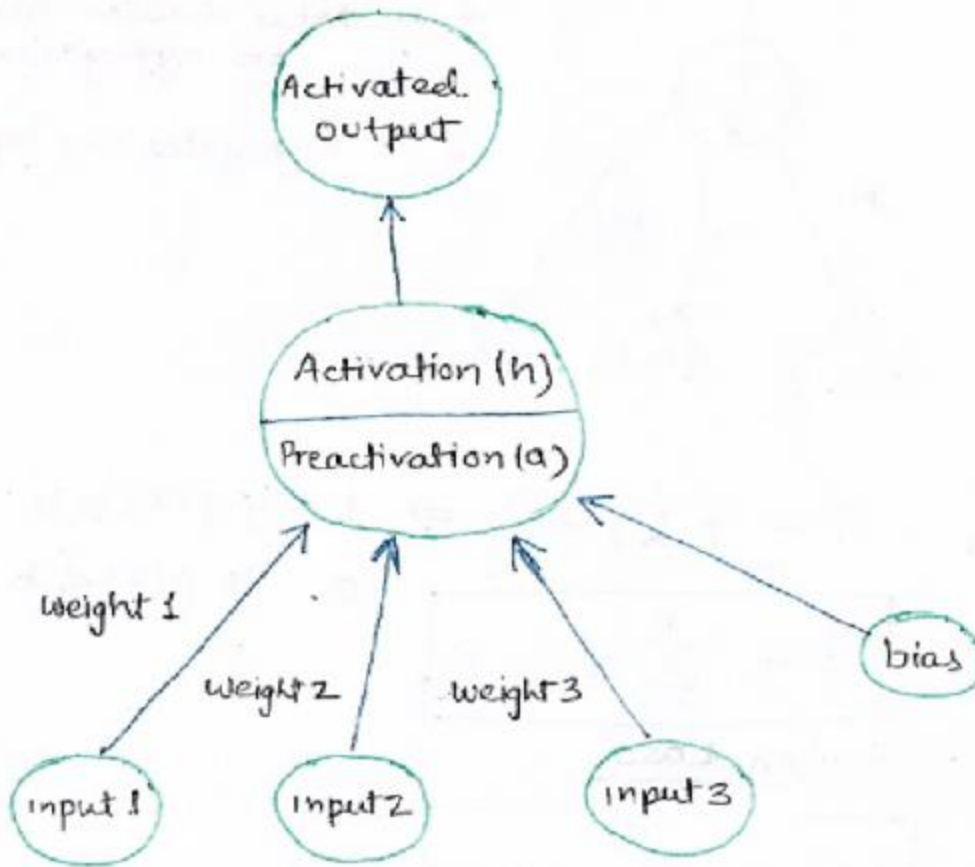 Activated.
output
Activation (h)
Preactivation (a)
weight 1
bias
weight 2
weight 3
input 1
input 2
input 3